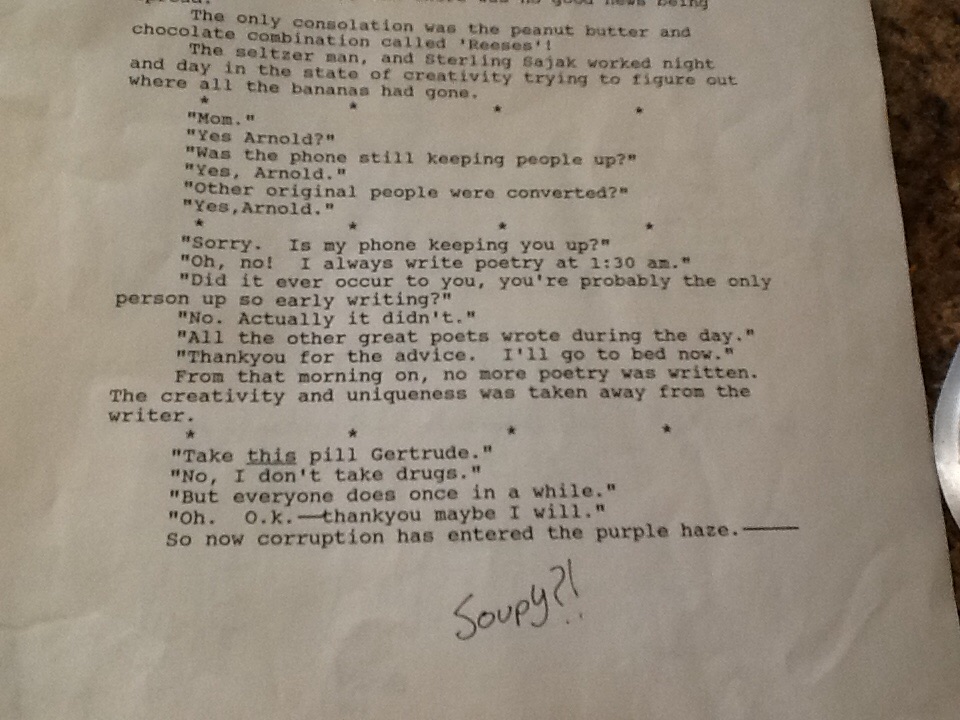 no good news being
The only consolation was the peanut butter and
chocolate combination called 'Reeses'!
The seltzer man, and Sterling Sajak worked night
and day in the state of creativity trying to figure out
where all the bananas had gone.
* * * *
"Mom."
"Yes Arnold?"
"Was the phone still keeping people up?"
"Yes, Arnold."
"Other original people were converted?"
"Yes,Arnold."
* * * *
"Sorry. Is my phone keeping you up?"
"Oh, no! I always write poetry at 1:30 am."
"Did it ever occur to you, you're probably the only
person up so early writing?"
"No. Actually it didn't."
"All the other great poets wrote during the day."
"Thankyou for the advice. I'll go to bed now."
From that morning on, no more poetry was written.
The creativity and uniqueness was taken away from the
writer.
* * * *
"Take this pill Gertrude."
"No, I don't take drugs."
"But everyone does once in a while."
"Oh. O.k.—thankyou maybe I will."
So now corruption has entered the purple haze.——
Soupy?!